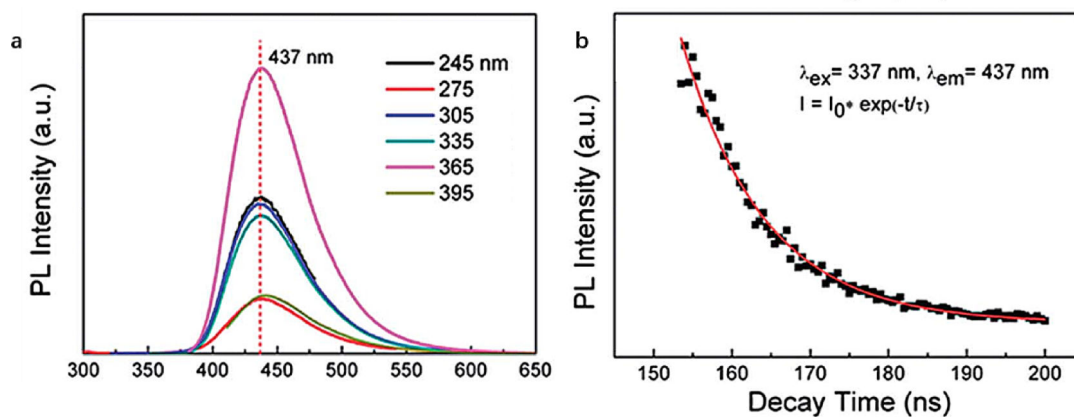 a
437 nm
245 nm
275
305
335
365
395
PL Intensity (a.u.)
300 350 400 450 500 550 600 650
b
λex= 337 nm, λem= 437 nm
I = I0* exp(-t/τ)
PL Intensity (a.u.)
150 160 170 180 190 200
Decay Time (ns)